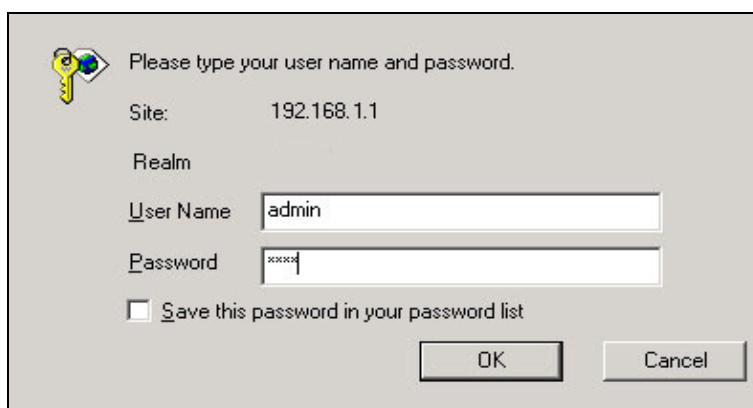 Please type your user name and password.
Site: 192.168.1.1
Realm
User Name admin
Password ****
Save this password in your password list
OK Cancel